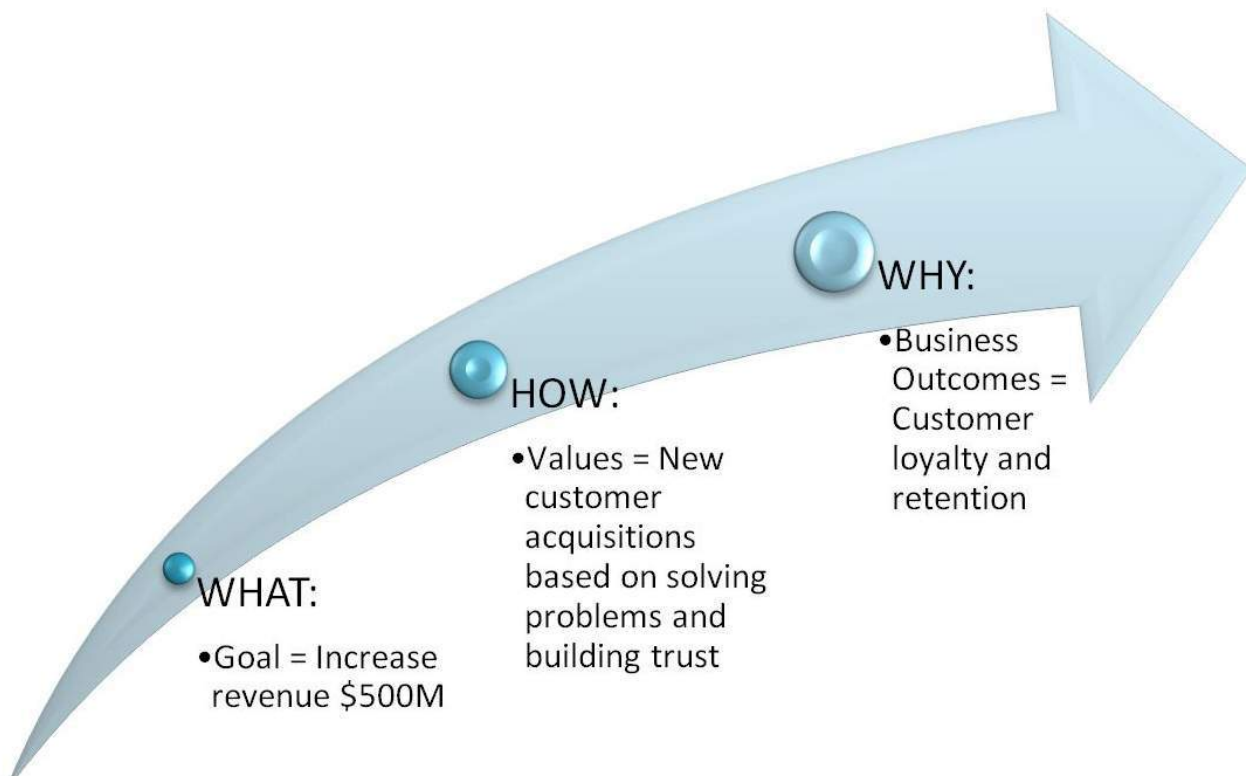 WHAT:
•Goal = Increase
revenue $500M
HOW:
•Values = New
customer
acquisitions
based on solving
problems and
building trust
WHY:
•Business
Outcomes =
Customer
loyalty and
retention